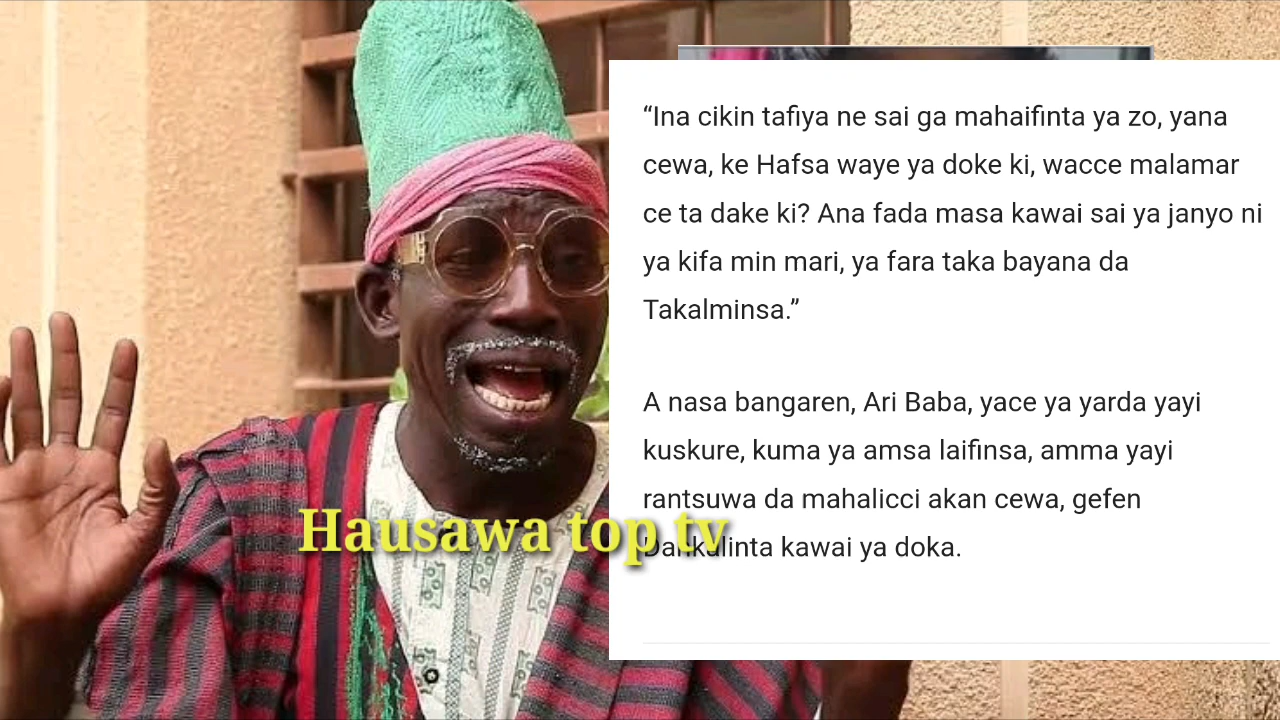 “Ina cikin tafiya ne sai ga mahaifinta ya zo, yana
cewa, ke Hafsa waye ya doke ki, wacce malamar
ce ta dake ki? Ana fada masa kawai sai ya janyo ni
ya kifa min mari, ya fara taka bayana da
Takalminsa.”
A nasa bangaren, Ari Baba, yace ya yarda yayi
kuskure, kuma ya amsa laifinsa, amma yayi
rantsuwa da mahalicci akan cewa, gefen
Dankalinta kawai ya doka.
Hausawa top tv